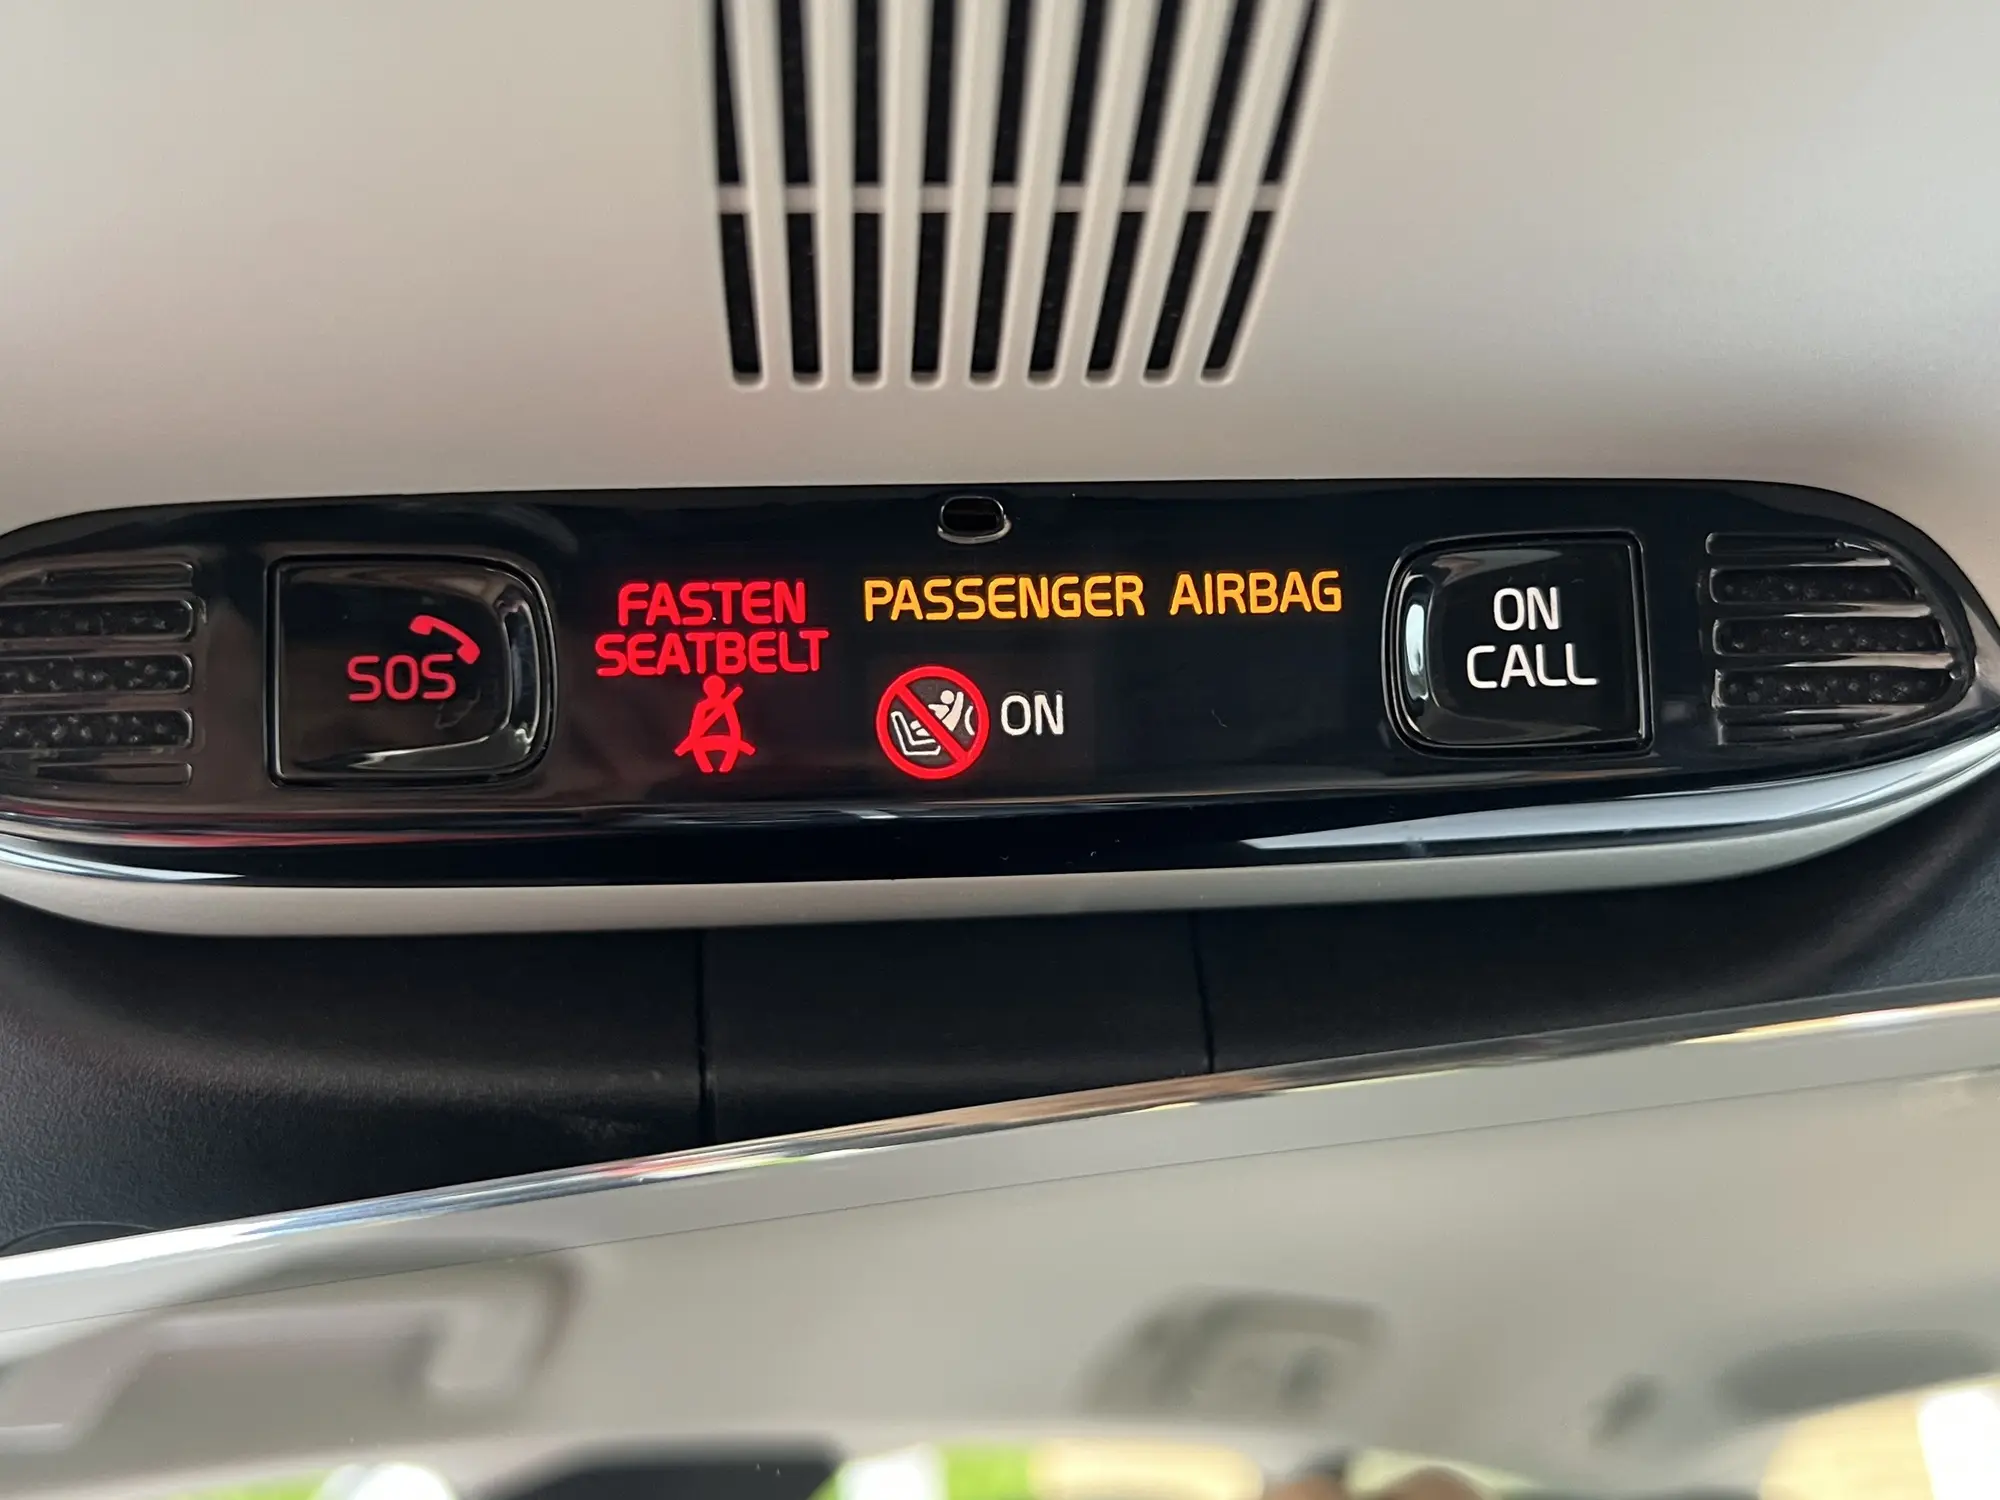 SOS
FASTEN
SEATBELT
PASSENGER AIRBAG
ON
ON
CALL